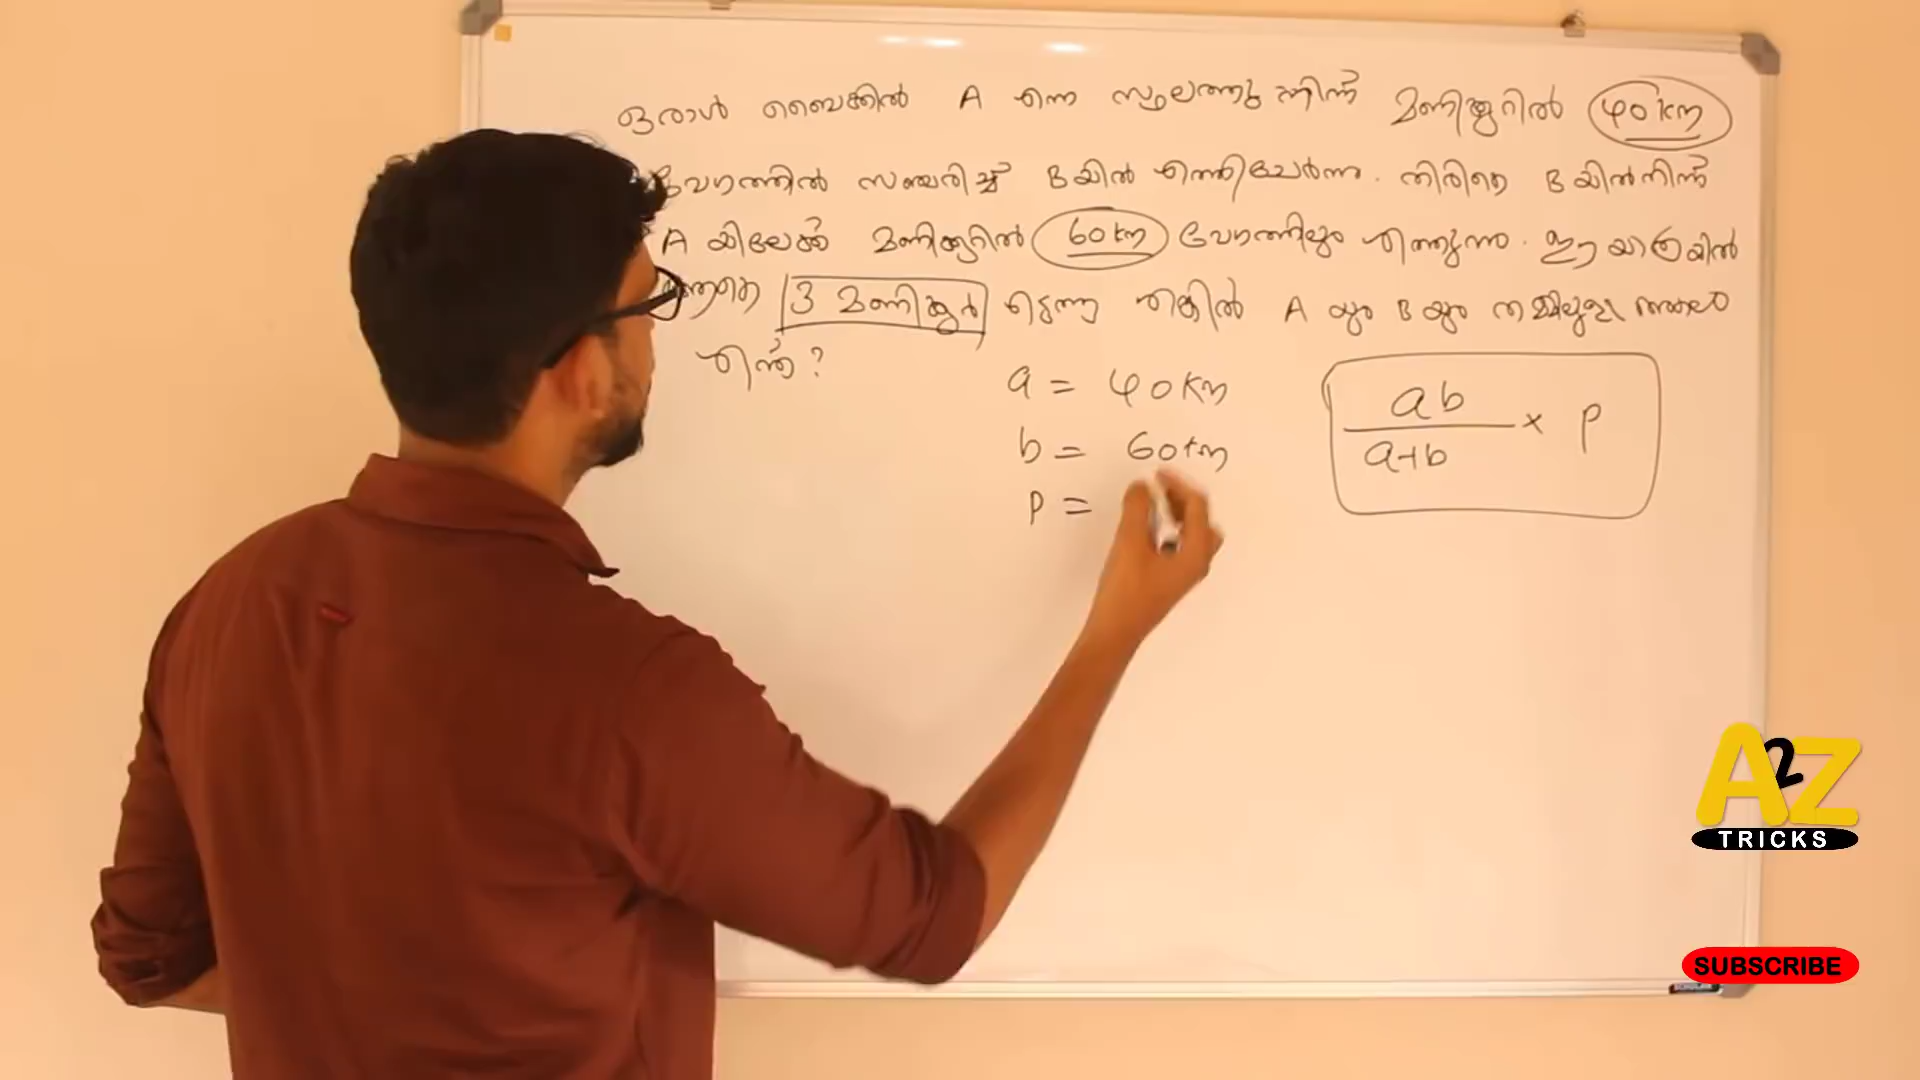 ഒരാൾ ബൈക്കിൽ A എന്ന സ്ഥലത്തു നിന്ന് മണിക്കൂറിൽ 40 km
വേഗത്തിൽ സഞ്ചരിച്ച് B യിൽ എത്തിച്ചേർന്നു. തിരികെ B യിൽനിന്ന്
A യിലേക്ക് മണിക്കൂറിൽ 60 km വേഗത്തിലും എത്തുന്നു. ഈ യാത്രയിൽ
3 മണിക്കൂർ എടുത്തു എങ്കിൽ A യും B യും തമ്മിലുള്ള അകലം
എന്ത്?
a = 40 km
b = 60 km
p =
ab
a+b
× p
A2Z
TRICKS
SUBSCRIBE